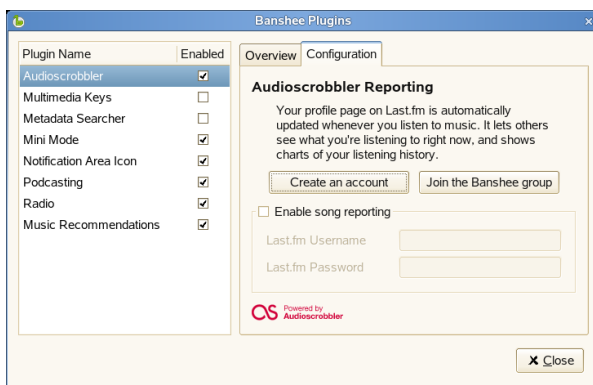 Banshee Plugins
Plugin Name Enabled
Audioscrobbler
Multimedia Keys
Metadata Searcher
Mini Mode
Notification Area Icon
Podcasting
Radio
Music Recommendations
Overview Configuration
Audioscrobbler Reporting
Your profile page on Last.fm is automatically
updated whenever you listen to music. It lets others
see what you're listening to right now, and shows
charts of your listening history.
Create an account Join the Banshee group
Enable song reporting
Last.fm Username
Last.fm Password
Powered by
Audioscrobbler
Close